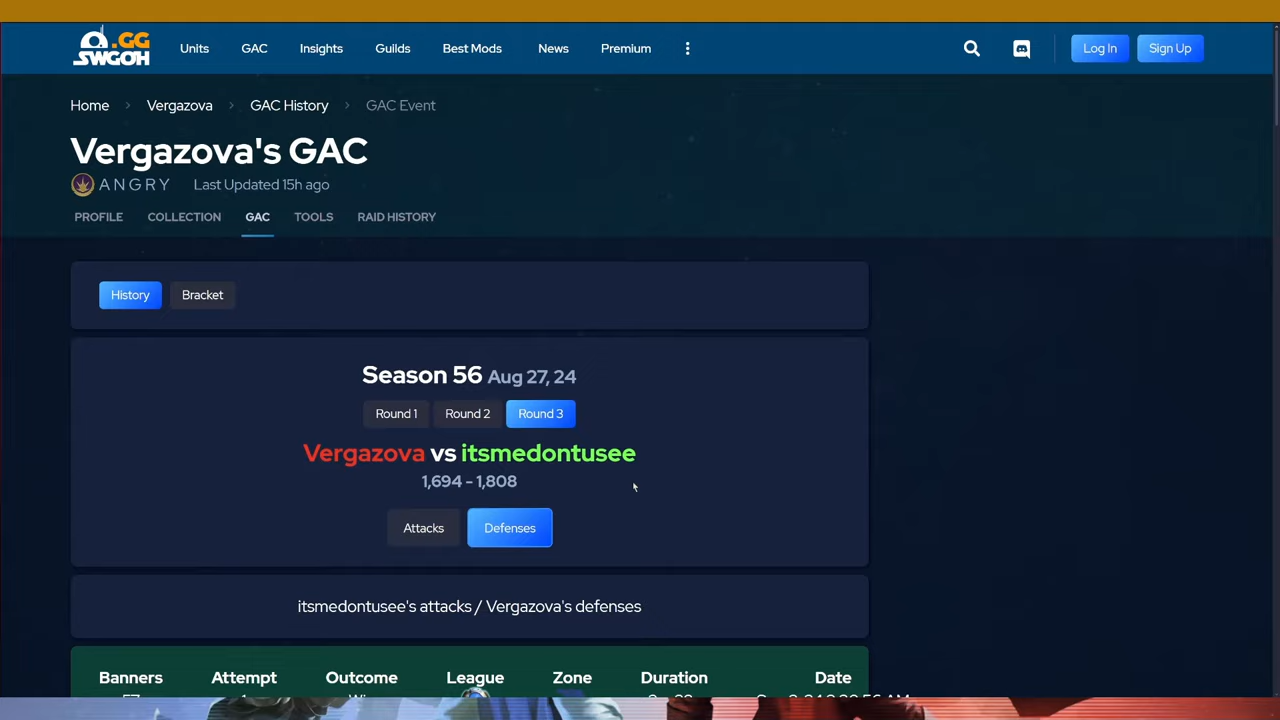 .GG
SWGOH
Units GAC Insights Guilds Best Mods News Premium Log In Sign Up
Home > Vergazova > GAC History > GAC Event
Vergazova's GAC
ANGRY Last Updated 15h ago
PROFILE COLLECTION GAC TOOLS RAID HISTORY
History Bracket
Season 56 Aug 27, 24
Round 1 Round 2 Round 3
Vergazova vs itsmedontusee
1,694 - 1,808
Attacks Defenses
itsmedontusee's attacks / Vergazova's defenses
Banners Attempt Outcome League Zone Duration Date